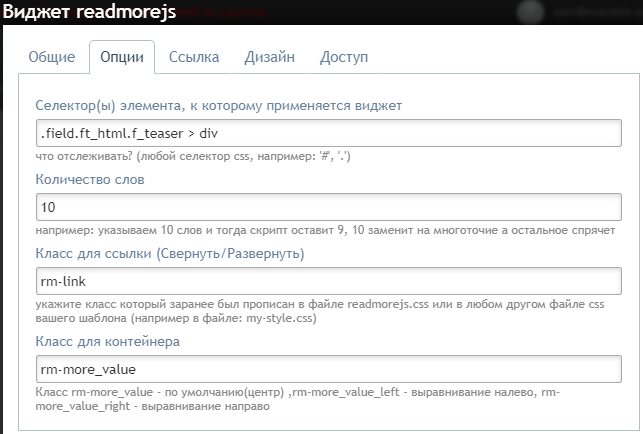 Виджет readmorejs
Общие Опции Ссылка Дизайн Доступ
Селектор(ы) элемента, к которому применяется виджет
.field.ft_html.f_teaser > div
что отслеживать? (любой селектор css, например: '#', '.')
Количество слов
10
например: указываем 10 слов и тогда скрипт оставит 9, 10 заменит на многоточие а остальное спрячет
Класс для ссылки (Свернуть/Развернуть)
rm-link
укажите класс который заранее был прописан в файле readmorejs.css или в любом другом файле css
вашего шаблона (например в файле: my-style.css)
Класс для контейнера
rm-more_value
Класс rm-more_value - по умолчанию(центр) ,rm-more_value_left - выравнивание налево, rm-
more_value_right - выравнивание направо